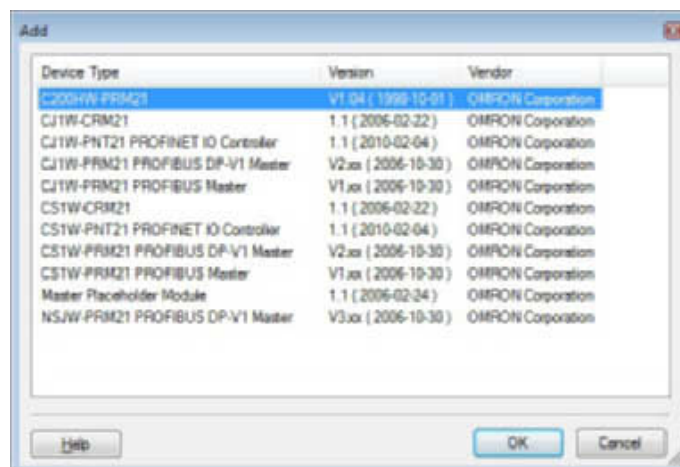 Add
Device Type Version Vendor
C200HW-PRM21 V1.04 ( 1998-10-01 ) OMRON Corporation
CJ1W-CRM21 1.1 ( 2006-02-22 ) OMRON Corporation
CJ1W-PNT21 PROFINET IO Controller 1.1 ( 2010-02-04 ) OMRON Corporation
CJ1W-PRM21 PROFIBUS DP-V1 Master V2.xx ( 2006-10-30 ) OMRON Corporation
CJ1W-PRM21 PROFIBUS Master V1.xx ( 2006-10-30 ) OMRON Corporation
CS1W-CRM21 1.1 ( 2006-02-22 ) OMRON Corporation
CS1W-PNT21 PROFINET IO Controller 1.1 ( 2010-02-04 ) OMRON Corporation
CS1W-PRM21 PROFIBUS DP-V1 Master V2.xx ( 2006-10-30 ) OMRON Corporation
CS1W-PRM21 PROFIBUS Master V1.xx ( 2006-10-30 ) OMRON Corporation
Master Placeholder Module 1.1 ( 2006-02-24 ) OMRON Corporation
NSJW-PRM21 PROFIBUS DP-V1 Master V3.xx ( 2006-10-30 ) OMRON Corporation
Help OK Cancel